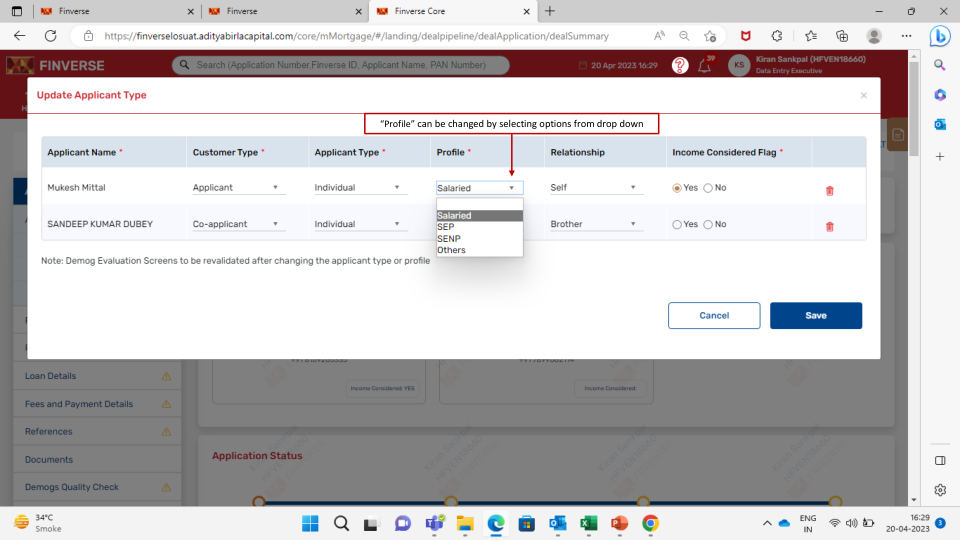 Finverse
Finverse
Finverse Core
https://finverselosuat.adityabirlacapital.com/core/mMortgage/#/landing/dealpipeline/dealApplication/dealSummary
FINVERSE
Search (Application Number,Finverse ID, Applicant Name, PAN Number)
20 Apr 2023 16:29
?
39
KS
Kiran Sankpal (HFVEN18660)
Data Entry Executive
Update Applicant Type
"Profile" can be changed by selecting options from drop down
Applicant Name * Customer Type * Applicant Type * Profile * Relationship Income Considered Flag *
Mukesh Mittal Applicant Individual Salaried Self Yes No
Salaried
SEP
SENP
Others
SANDEEP KUMAR DUBEY Co-applicant Individual Brother Yes No
Note: Demog Evaluation Screens to be revalidated after changing the applicant type or profile
Cancel Save
Income Considered: YES
Income Considered:
Loan Details
Fees and Payment Details
References
Documents
Demogs Quality Check
Application Status
34°C
Smoke
ENG
IN
16:29
20-04-2023
3